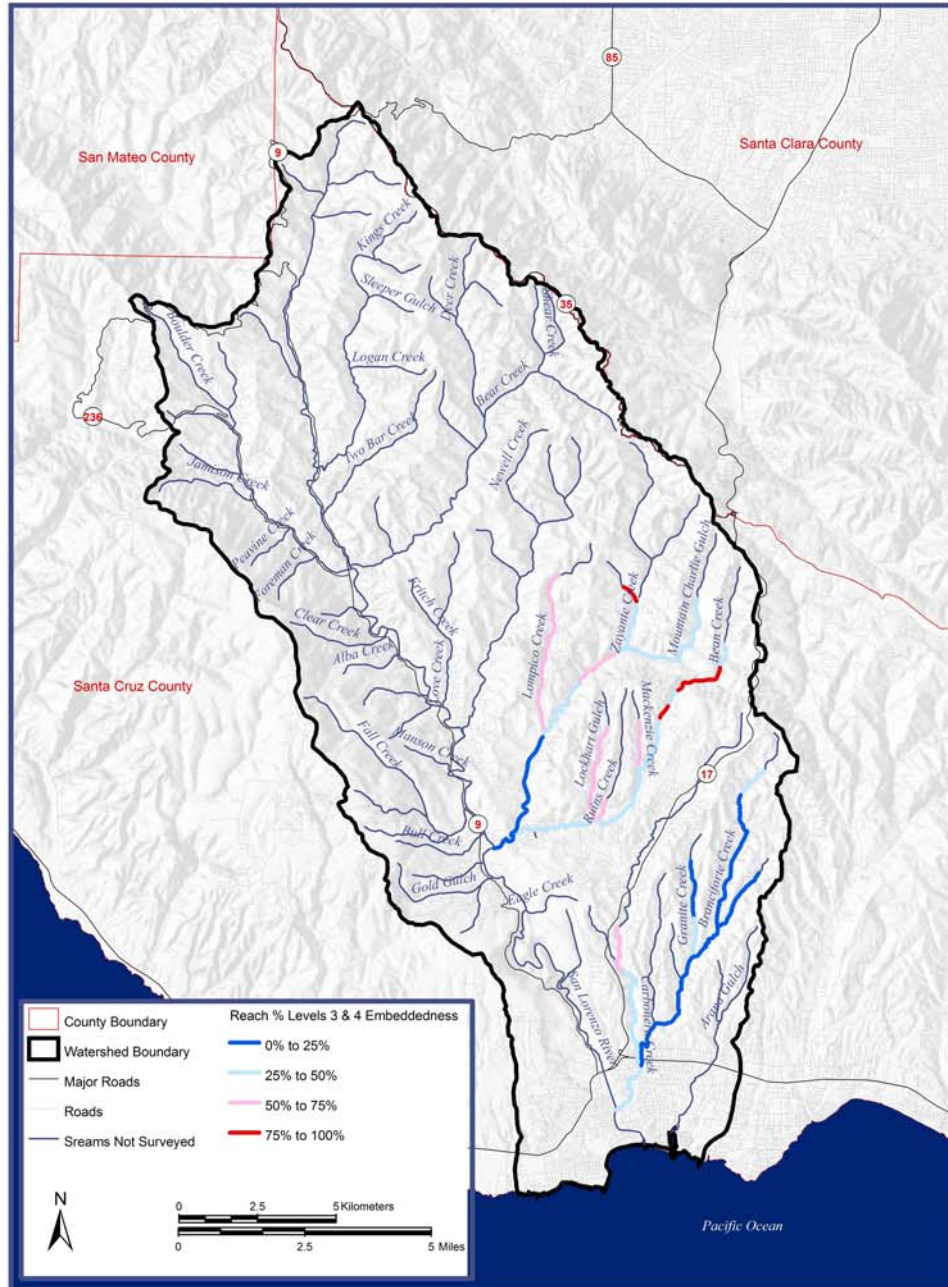 85
San Mateo County
9
Santa Clara County
Kings Creek
Sleeper Gulch
Deer Creek
35
Boulder Creek
Logan Creek
Bear Creek
236
Two Bar Creek
Newell Creek
Jamison Creek
Peavine Creek
Foreman Creek
Mountain Charlie Gulch
Zayante Creek
Fritch Creek
Clear Creek
Bean Creek
Alba Creek
Lompico Creek
Love Creek
Santa Cruz County
Mackenzie Creek
Lockhart Gulch
Fall Creek
Manson Creek
Ruins Creek
17
9
Bull Creek
Gold Gulch
Eagle Creek
Branciforte Creek
Granite Creek
San Lorenzo River
Arana Gulch
Creek
County Boundary
Watershed Boundary
Major Roads
Roads
Sreams Not Surveyed
Reach % Levels 3 & 4 Embeddedness
0% to 25%
25% to 50%
50% to 75%
75% to 100%
N
0 2.5 5 Kilometers
0 2.5 5 Miles
Pacific Ocean